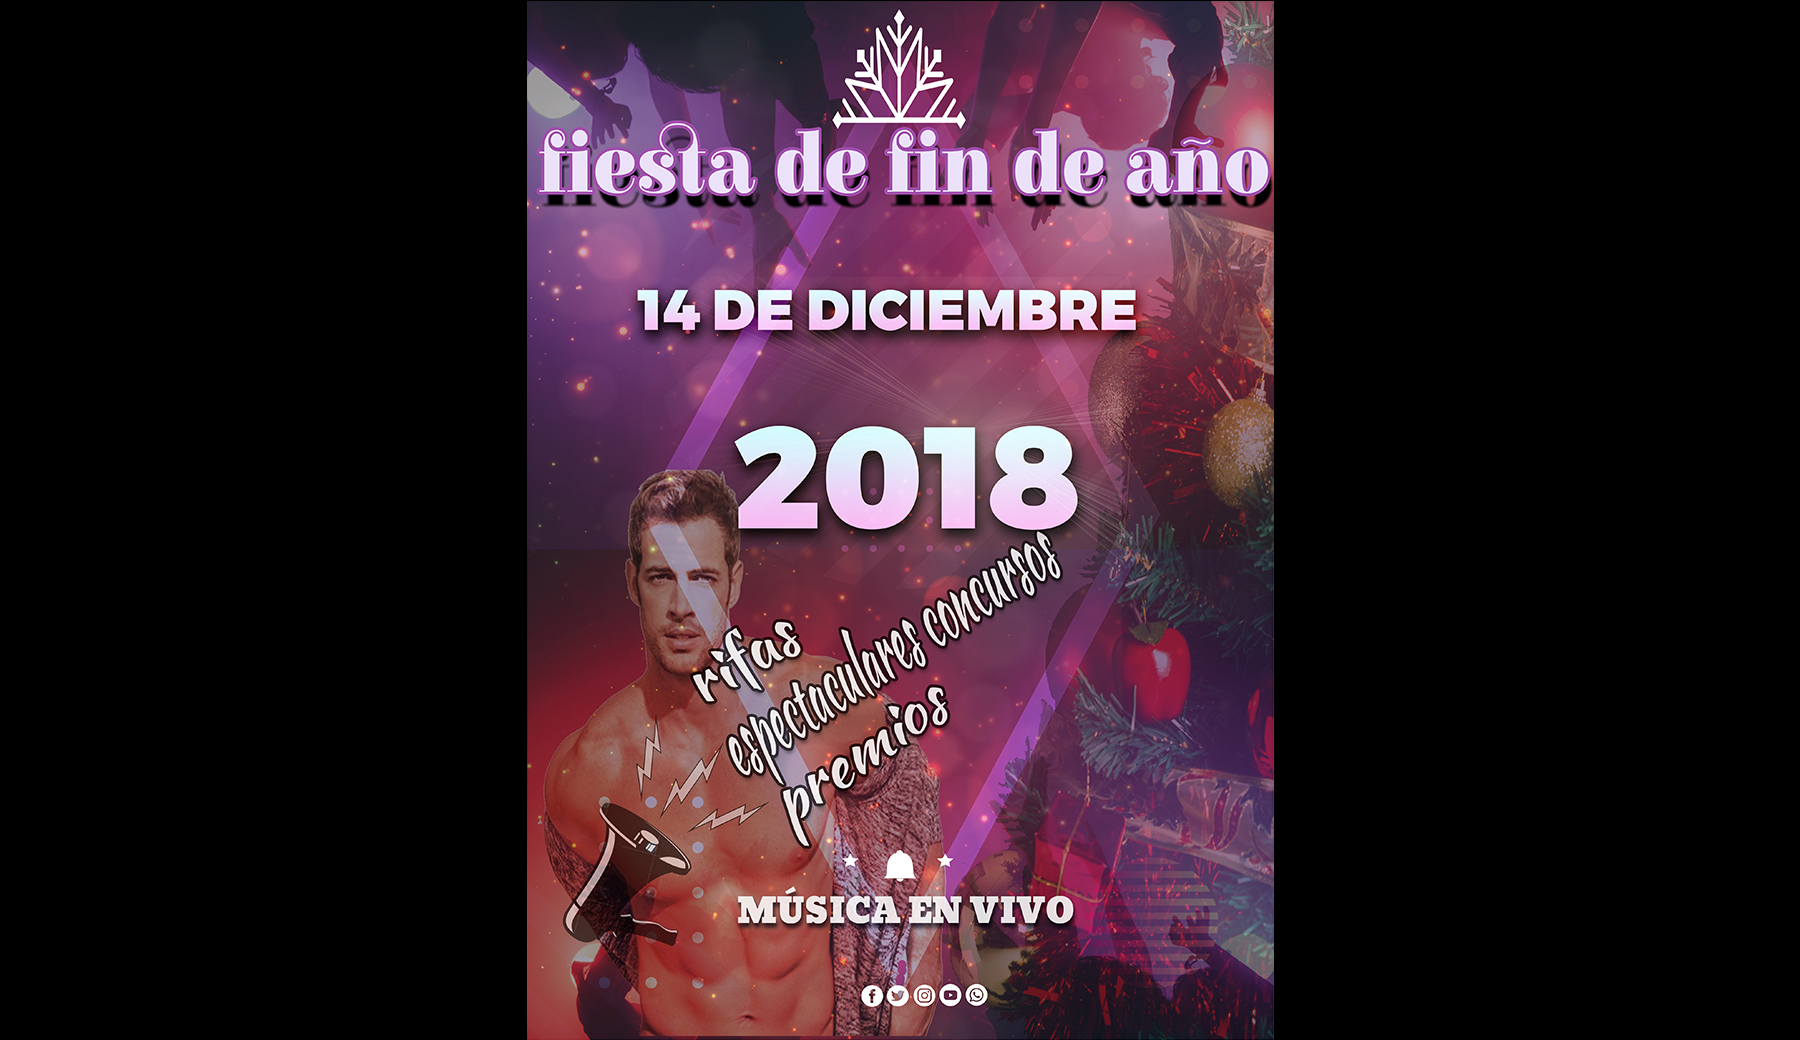 fiesta de fin de año
14 DE DICIEMBRE
2018
rifas
espectaculares concursos
premios
MÚSICA EN VIVO